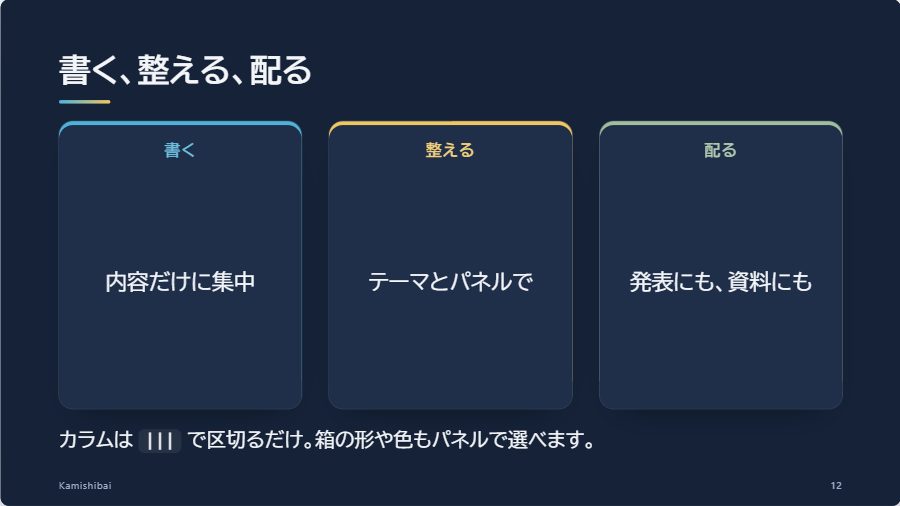 書く、整える、配る
書く
整える
配る
内容だけに集中
テーマとパネルで
発表にも、資料にも
カラムは ||| で区切るだけ。箱の形や色もパネルで選べます。
Kamishibai
12